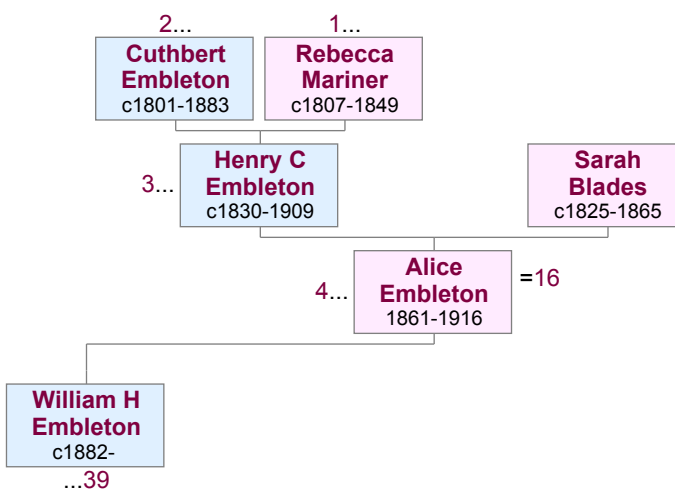 2...
1...
Cuthbert
Embleton
c1801-1883
Rebecca
Mariner
c1807-1849
3...
Henry C
Embleton
c1830-1909
Sarah
Blades
c1825-1865
4...
Alice
Embleton
1861-1916
=16
William H
Embleton
c1882-
...39